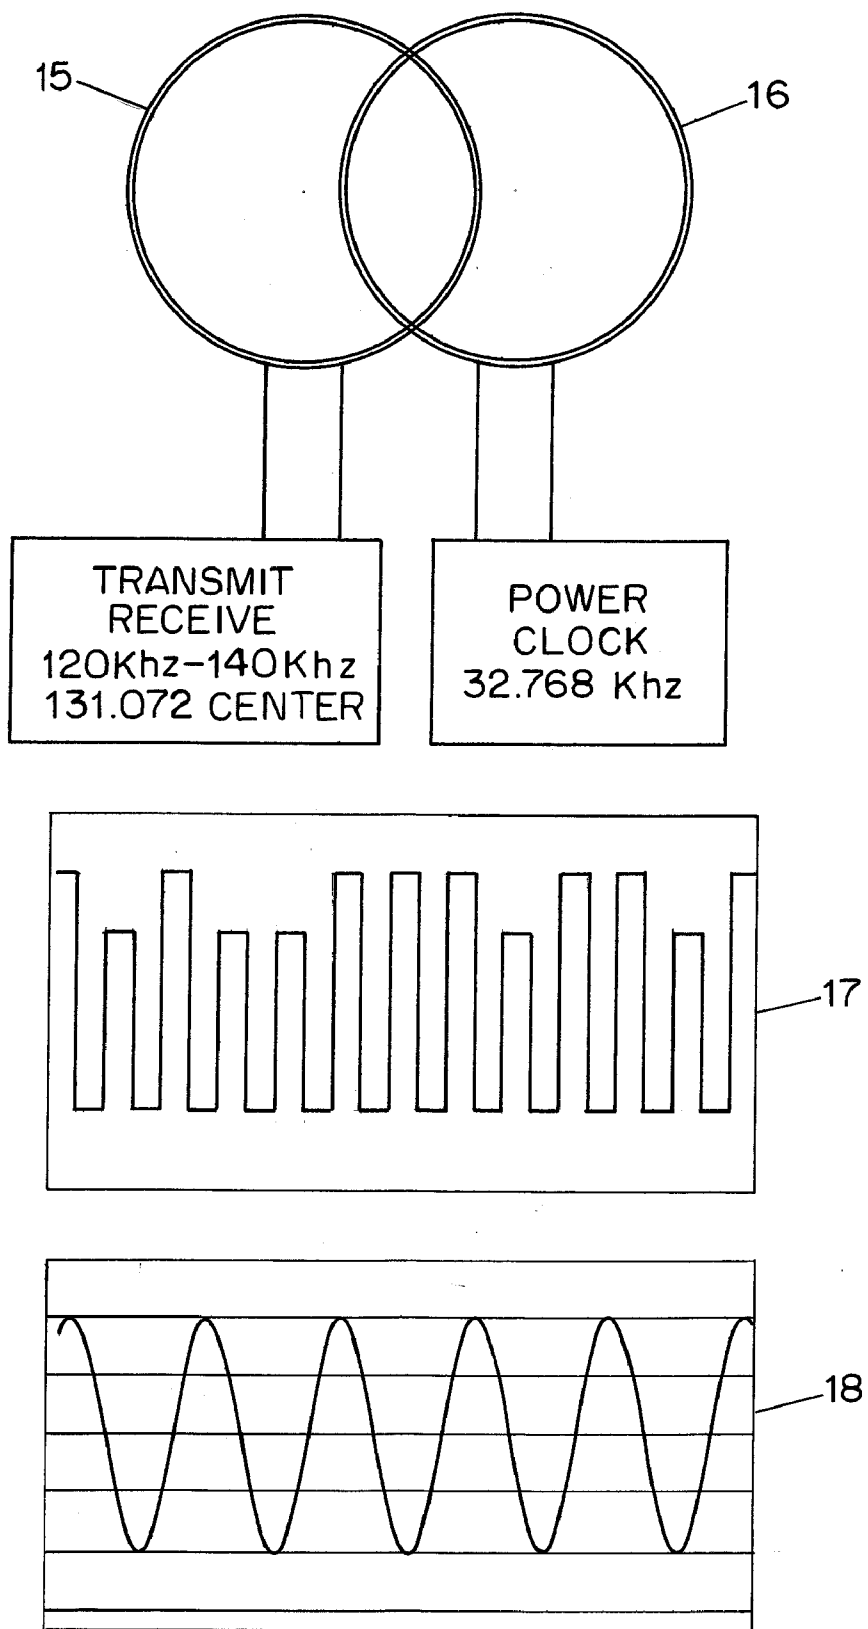 15
16
TRANSMIT
RECEIVE
120Khz-140Khz
131.072 CENTER
POWER
CLOCK
32.768 Khz
17
18